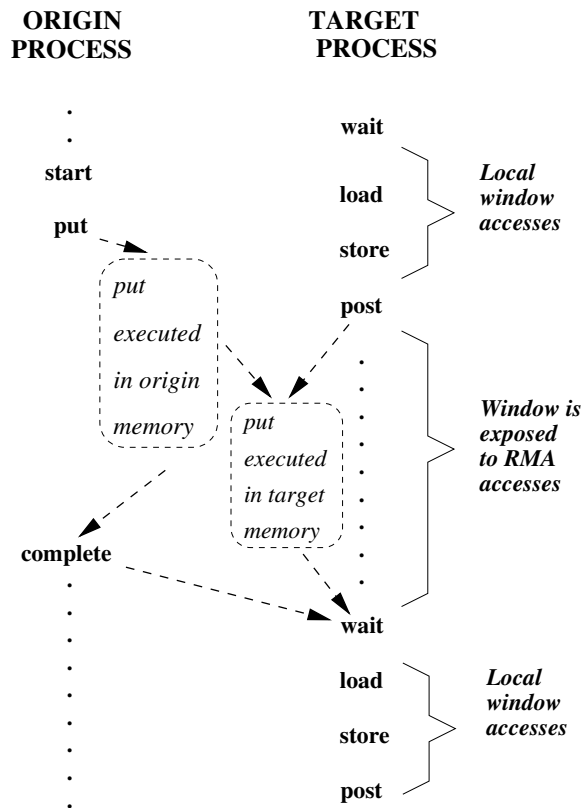 ORIGIN
PROCESS
TARGET
PROCESS
wait
start
load
Local
window
accesses
put
store
put
executed
in origin
memory
post
put
executed
in target
memory
Window is
exposed
to RMA
accesses
complete
wait
load
store
post
Local
window
accesses